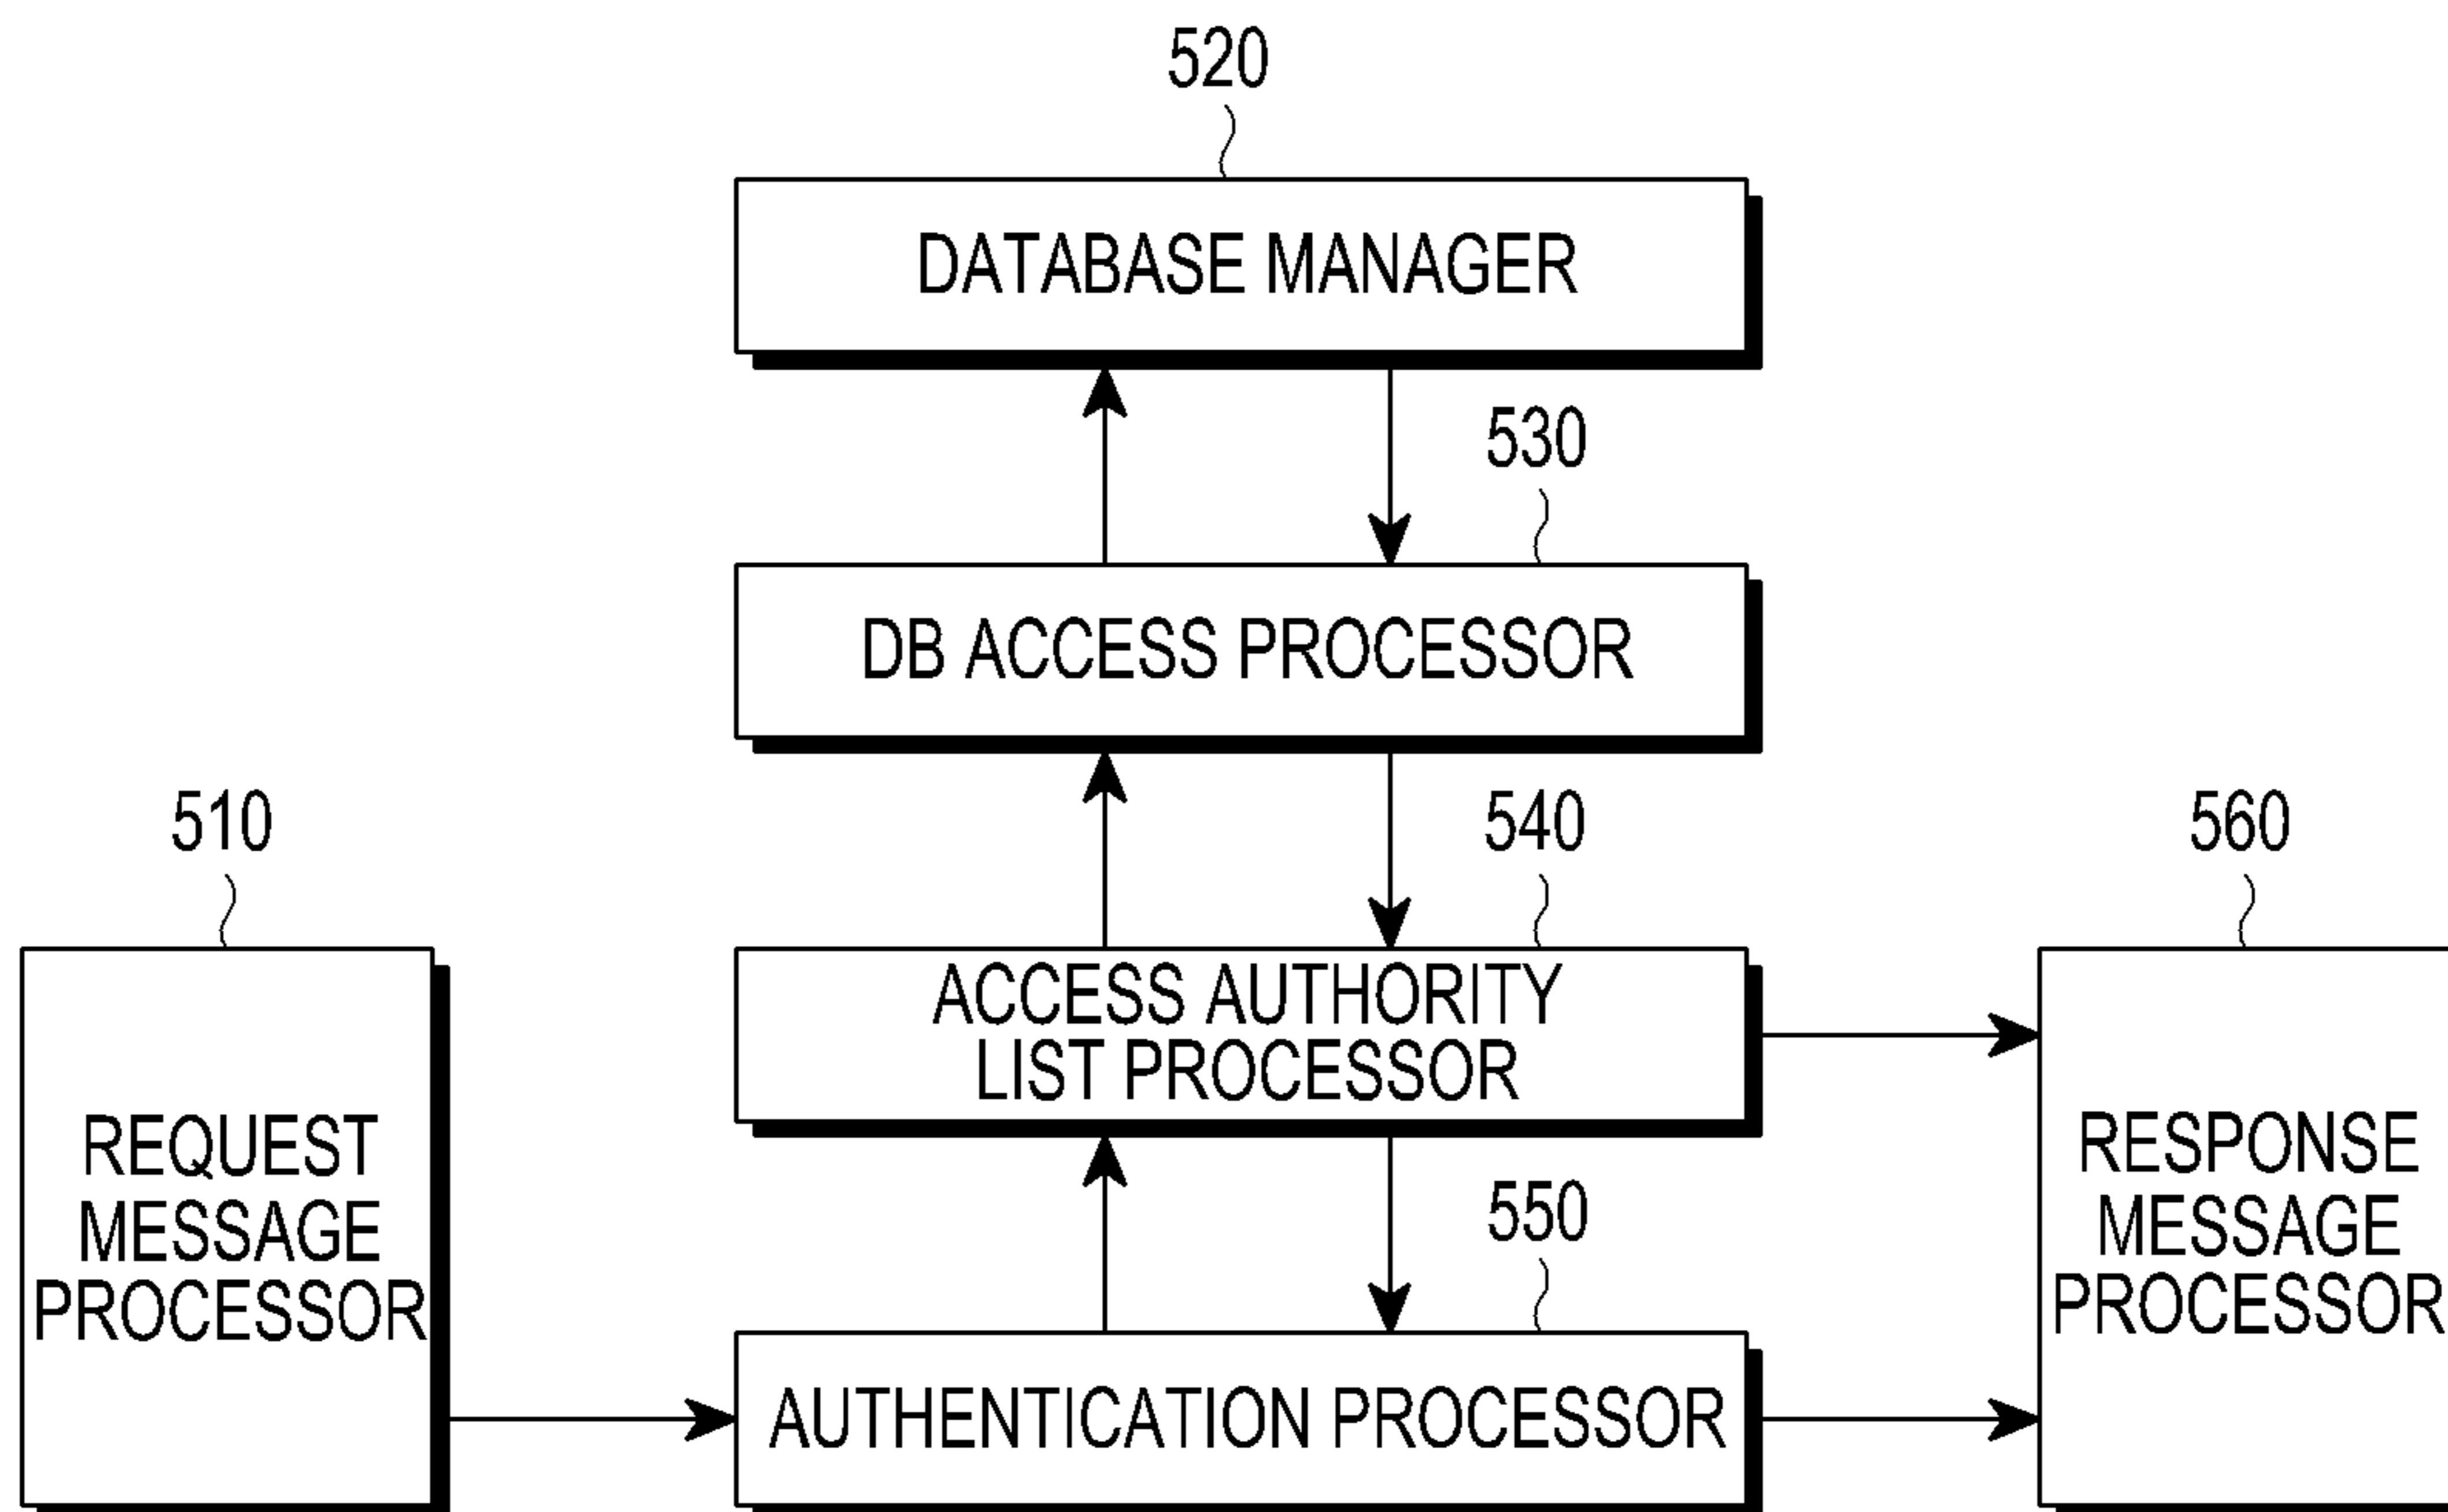 520
DATABASE MANAGER
530
DB ACCESS PROCESSOR
510
540
560
ACCESS AUTHORITY
LIST PROCESSOR
REQUEST
MESSAGE
PROCESSOR
RESPONSE
MESSAGE
PROCESSOR
550
AUTHENTICATION PROCESSOR